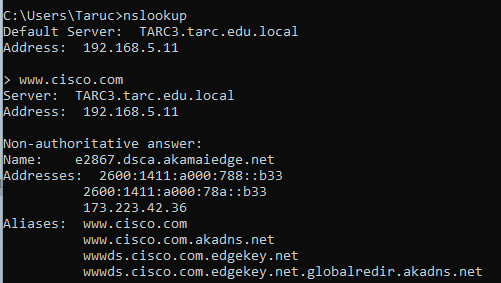 C:\Users\Taruc>nslookup
Default Server:  TARC3.tarc.edu.local
Address:  192.168.5.11
> www.cisco.com
Server:  TARC3.tarc.edu.local
Address:  192.168.5.11
Non-authoritative answer:
Name:    e2867.dsca.akamaiedge.net
Addresses:  2600:1411:a000:788::b33
2600:1411:a000:78a::b33
173.223.42.36
Aliases:  www.cisco.com
www.cisco.com.akadns.net
wwwds.cisco.com.edgekey.net
wwwds.cisco.com.edgekey.net.globalredir.akadns.net